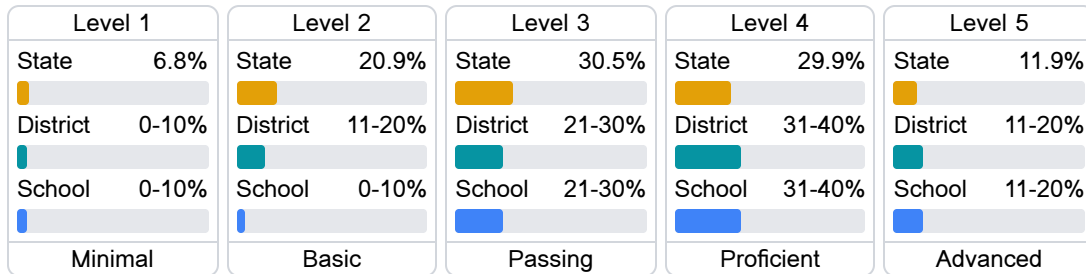 Level 1
State 6.8%
District 0-10%
School 0-10%
Minimal
Level 2
State 20.9%
District 11-20%
School 0-10%
Basic
Level 3
State 30.5%
District 21-30%
School 21-30%
Passing
Level 4
State 29.9%
District 31-40%
School 31-40%
Proficient
Level 5
State 11.9%
District 11-20%
School 11-20%
Advanced